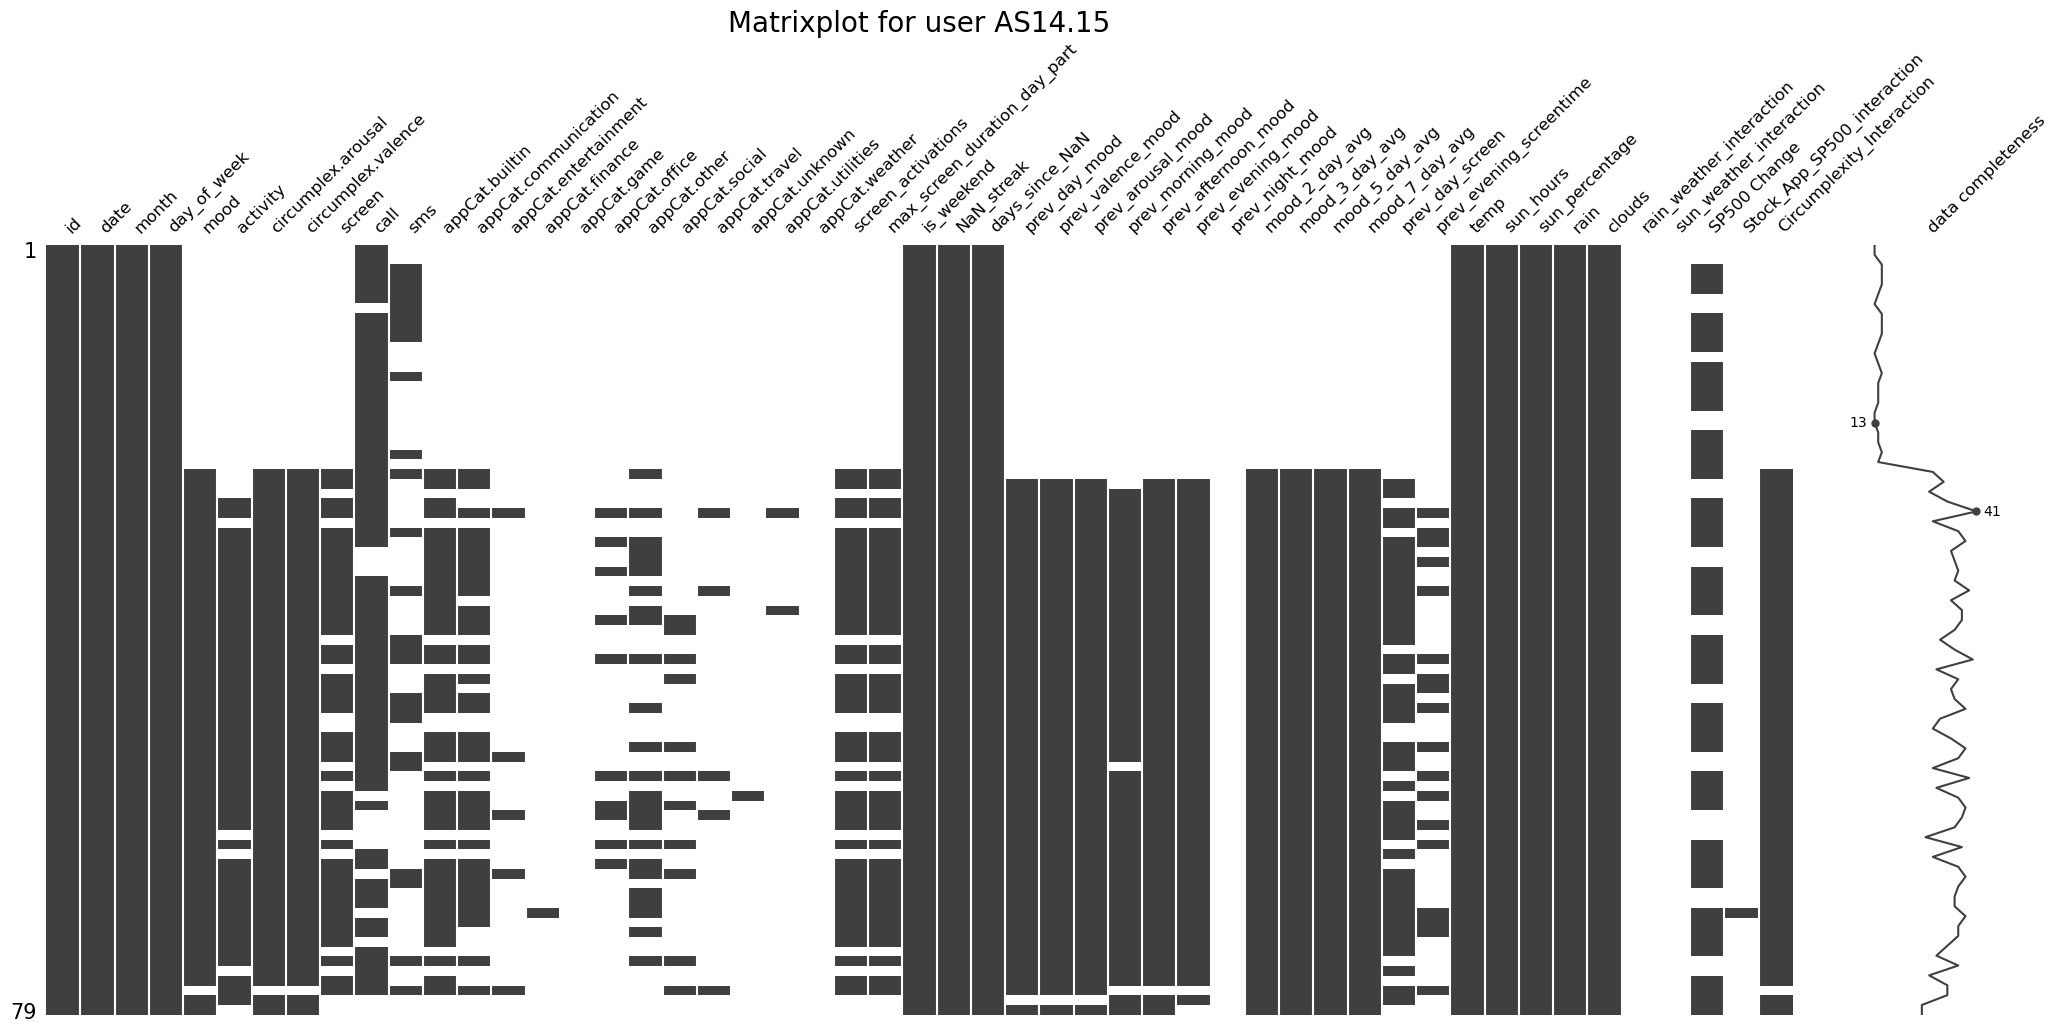 Matrixplot for user AS14.15
id
date
month
day_of_week
mood
activity
circumplex.arousal
circumplex.valence
screen
call
sms
appCat.builtin
appCat.communication
appCat.entertainment
appCat.finance
appCat.game
appCat.office
appCat.other
appCat.social
appCat.travel
appCat.unknown
appCat.utilities
appCat.weather
screen_activations
max_screen_duration_day_part
is_weekend
NaN_streak
days_since_NaN
prev_day_mood
prev_valence_mood
prev_arousal_mood
prev_morning_mood
prev_afternoon_mood
prev_evening_mood
prev_night_mood
mood_2_day_avg
mood_3_day_avg
mood_5_day_avg
mood_7_day_avg
prev_day_screen
prev_evening_screentime
temp
sun_hours
sun_percentage
rain
clouds
rain_weather_interaction
sun_weather_interaction
SP500 Change
Stock_App_SP500_interaction
Circumplexity_Interaction
data completeness
1
13
41
79